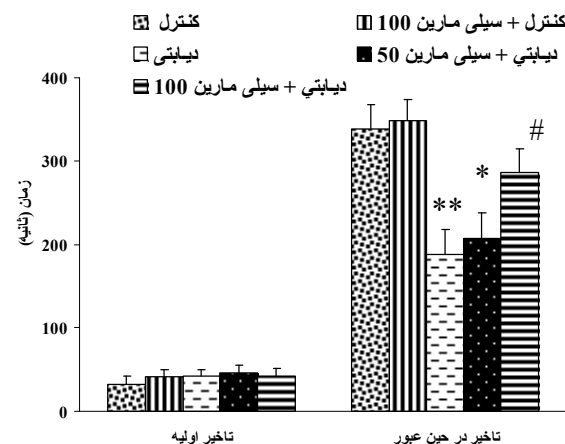 کنترل
کنترل + سیلی مارین 100
دیابتی
دیابتي + سیلی مارین 50
دیابتي + سیلی مارین 100
زمان (ثانیه)
400
300
200
100
0
**
*
#
تاخیر اولیه
تاخیر در حین عبور